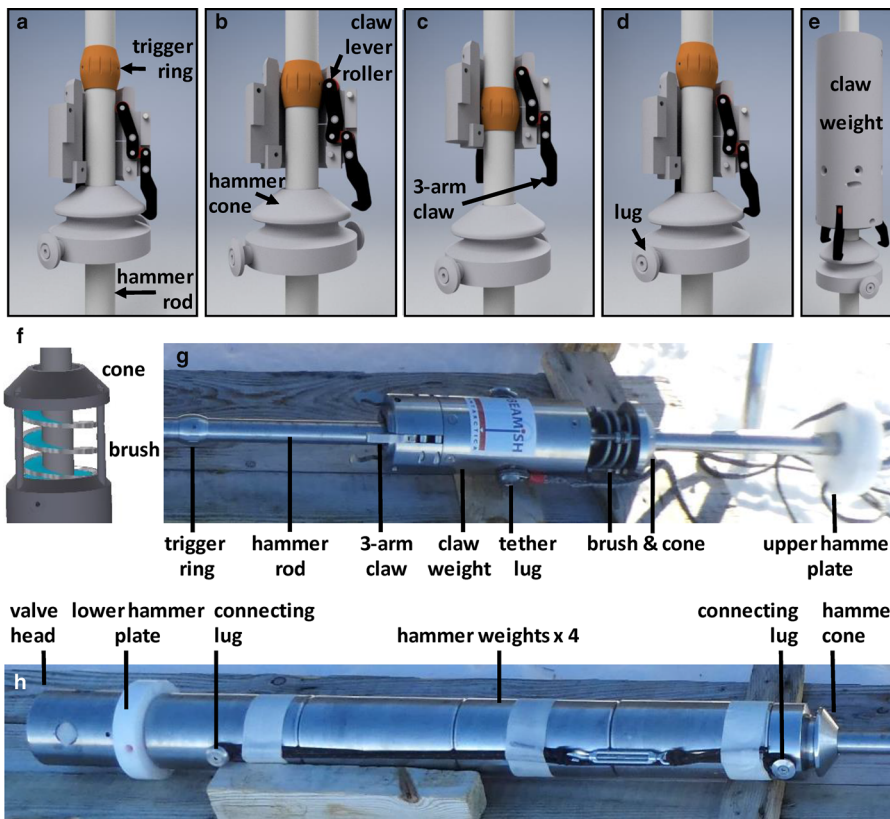 a
trigger
ring
hammer
rod
b
claw
lever
roller
hammer
cone
c
3-arm
claw
d
lug
e
claw
weight
f
cone
brush
g
BEAMISH
ANTARCTICA
trigger
ring
hammer
rod
3-arm
claw
claw
weight
tether
lug
brush & cone
upper hamme
plate
valve
head
lower hammer
plate
connecting
lug
hammer weights x 4
connecting
lug
hamme
cone
h